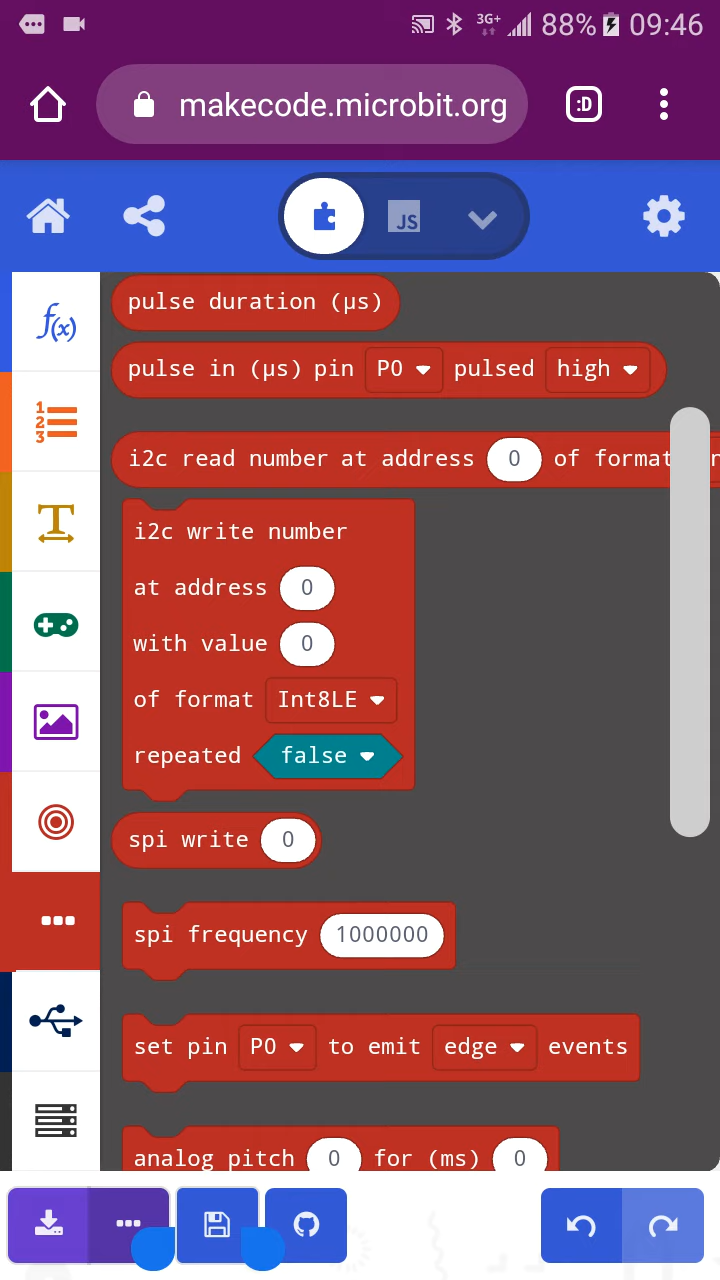 3G+ 88% 09:46
makecode.microbit.org :D
JS
f(x)
pulse duration (µs)
pulse in (µs) pin P0 pulsed high
1
2
3
i2c read number at address 0 of format
T
i2c write number
at address 0
with value 0
of format Int8LE
repeated false
spi write 0
spi frequency 1000000
set pin P0 to emit edge events
analog pitch 0 for (ms) 0